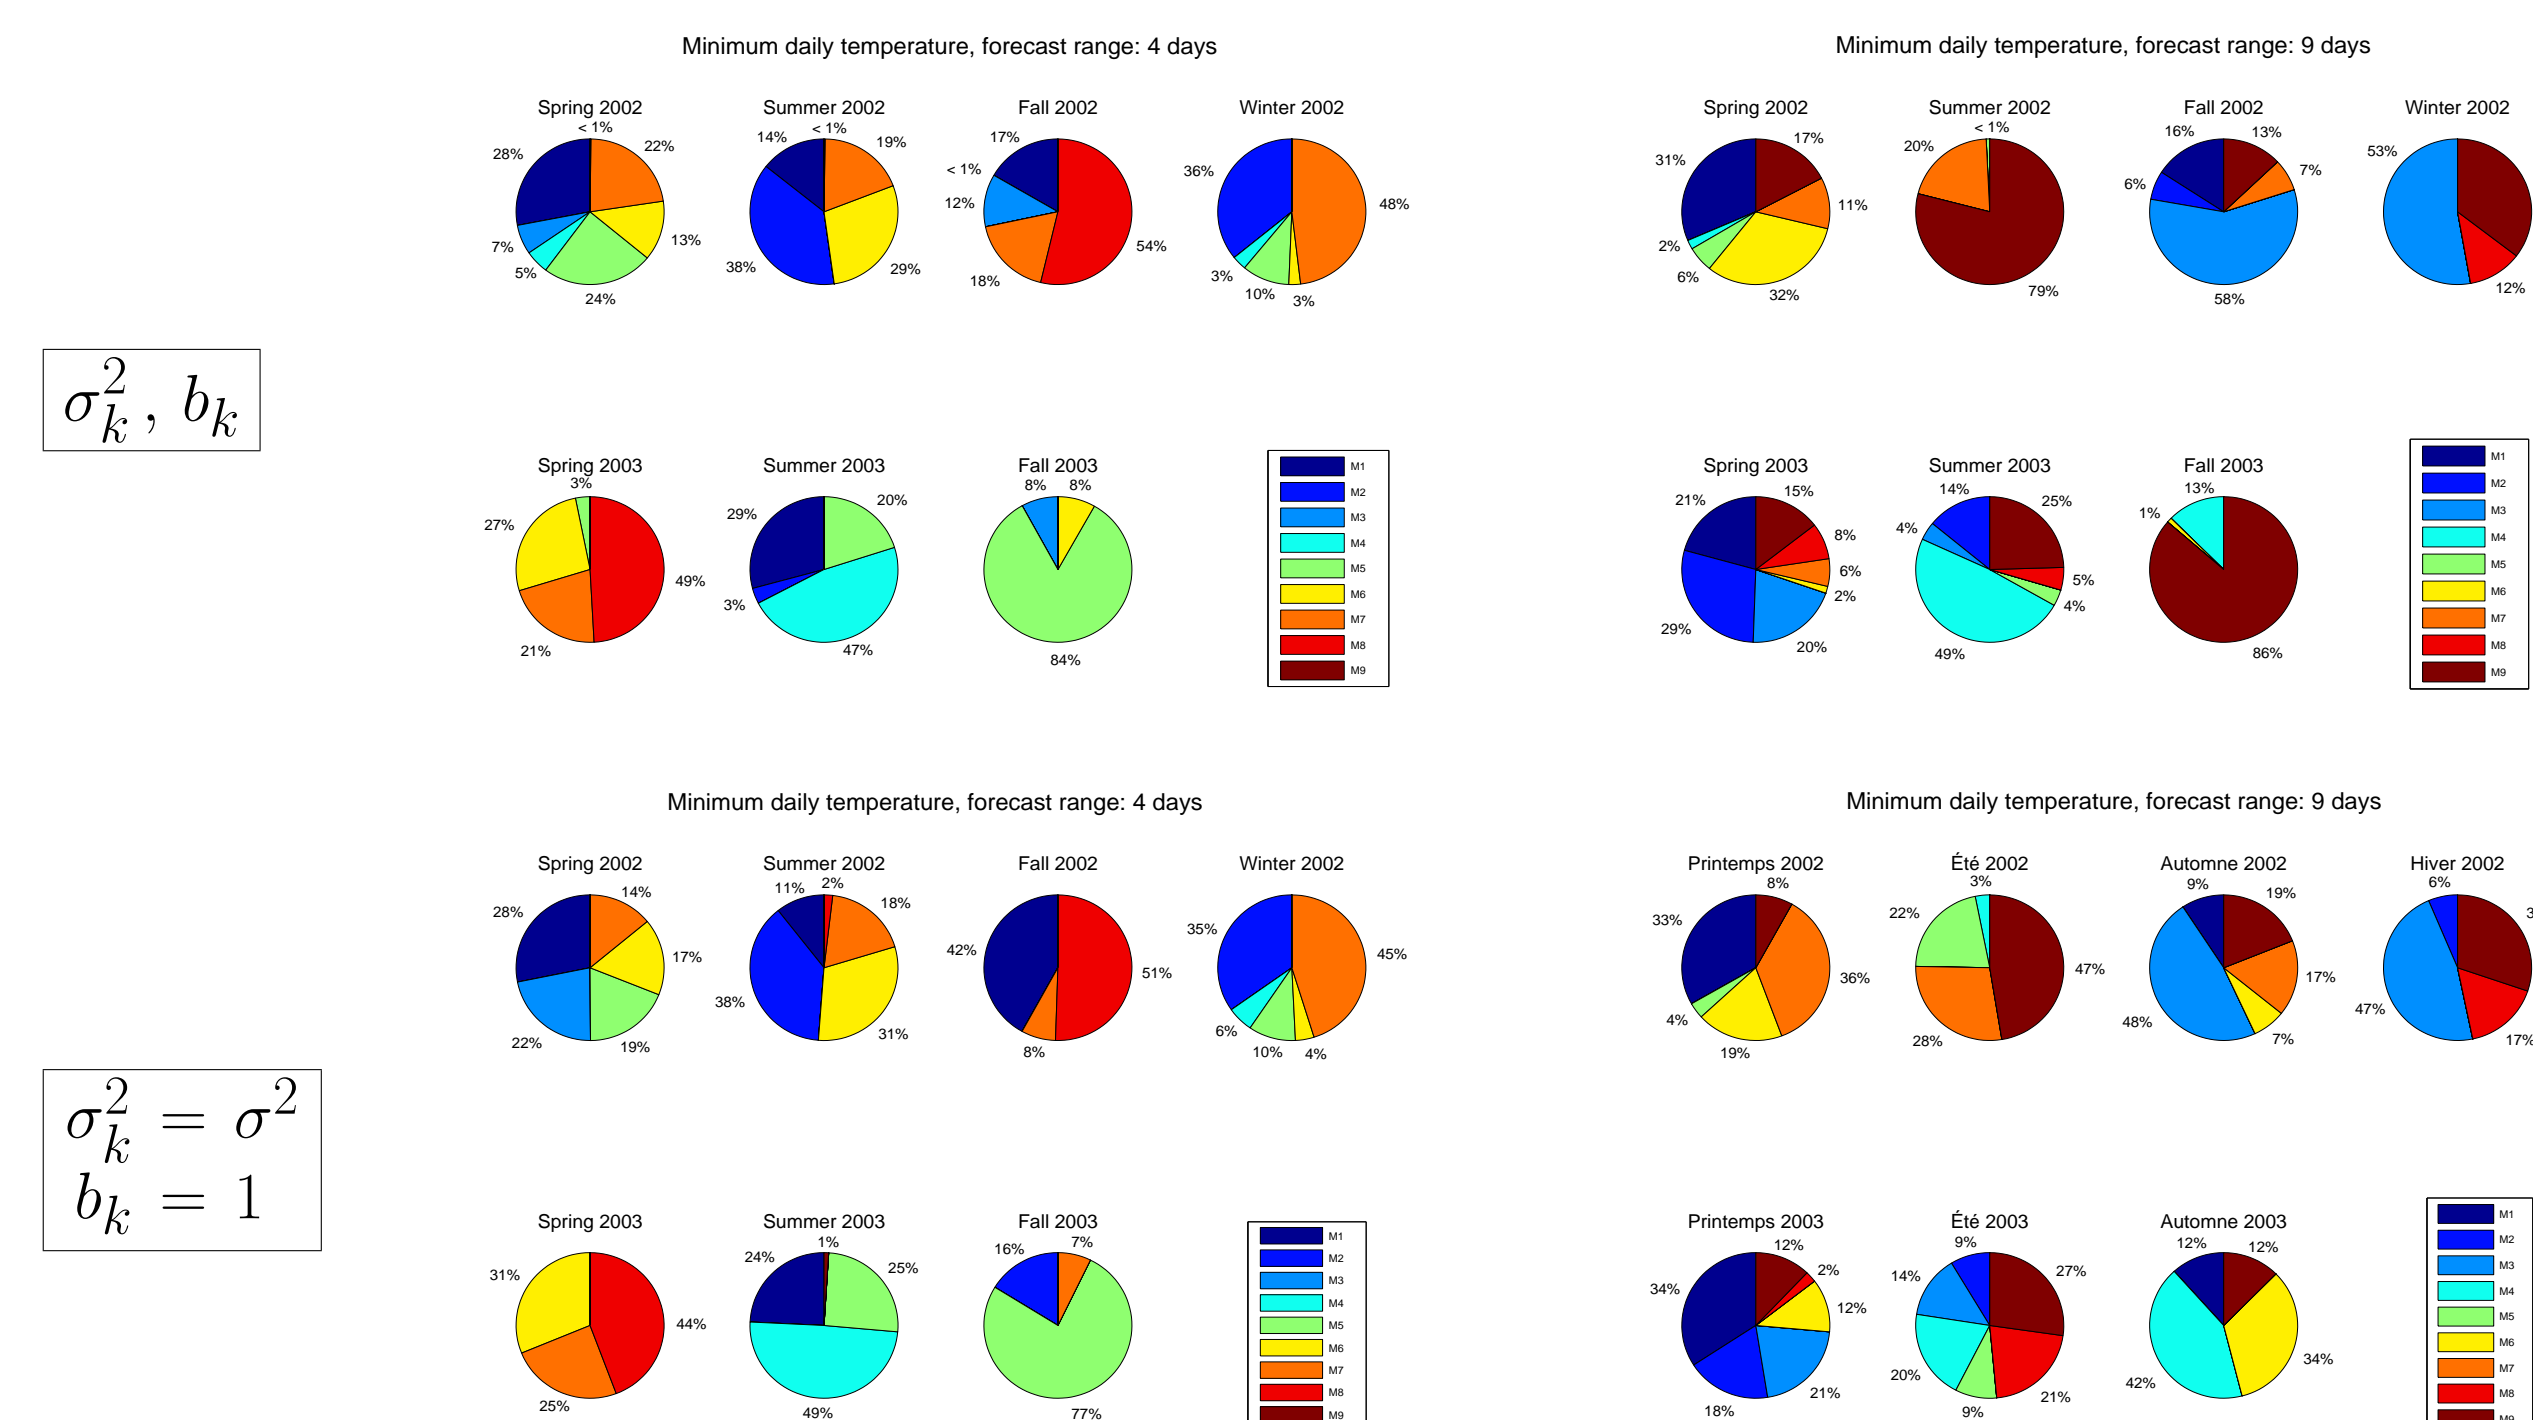 Minimum daily temperature, forecast range: 4 days
Spring 2002
< 1%
28%
22%
7%
13%
5%
24%
Summer 2002
14%
< 1%
19%
38%
29%
Fall 2002
17%
< 1%
12%
18%
54%
Winter 2002
36%
48%
3%
10%
3%
Spring 2003
3%
27%
49%
21%
Summer 2003
29%
20%
3%
47%
Fall 2003
8%
8%
84%
M1
M2
M3
M4
M5
M6
M7
M8
M9
Minimum daily temperature, forecast range: 9 days
Spring 2002
31%
17%
11%
2%
6%
32%
Summer 2002
< 1%
20%
79%
Fall 2002
16%
13%
6%
7%
58%
Winter 2002
53%
12%
Spring 2003
21%
15%
8%
6%
2%
29%
20%
Summer 2003
14%
25%
4%
5%
4%
49%
Fall 2003
13%
1%
86%
M1
M2
M3
M4
M5
M6
M7
M8
M9
σ²ₖ, bₖ
Minimum daily temperature, forecast range: 4 days
Spring 2002
28%
14%
17%
22%
19%
Summer 2002
11%
2%
18%
38%
31%
Fall 2002
42%
51%
8%
Winter 2002
35%
45%
6%
10%
4%
Spring 2003
31%
44%
25%
Summer 2003
1%
24%
25%
49%
Fall 2003
16%
7%
77%
M1
M2
M3
M4
M5
M6
M7
M8
M9
Minimum daily temperature, forecast range: 9 days
Printemps 2002
8%
33%
36%
4%
19%
Été 2002
3%
22%
47%
28%
Automne 2002
9%
19%
17%
48%
7%
Hiver 2002
6%
47%
17%
Printemps 2003
12%
2%
34%
12%
18%
21%
Été 2003
9%
14%
27%
20%
21%
9%
Automne 2003
12%
12%
34%
42%
M1
M2
M3
M4
M5
M6
M7
M8
M9
σ²ₖ = σ²
bₖ = 1